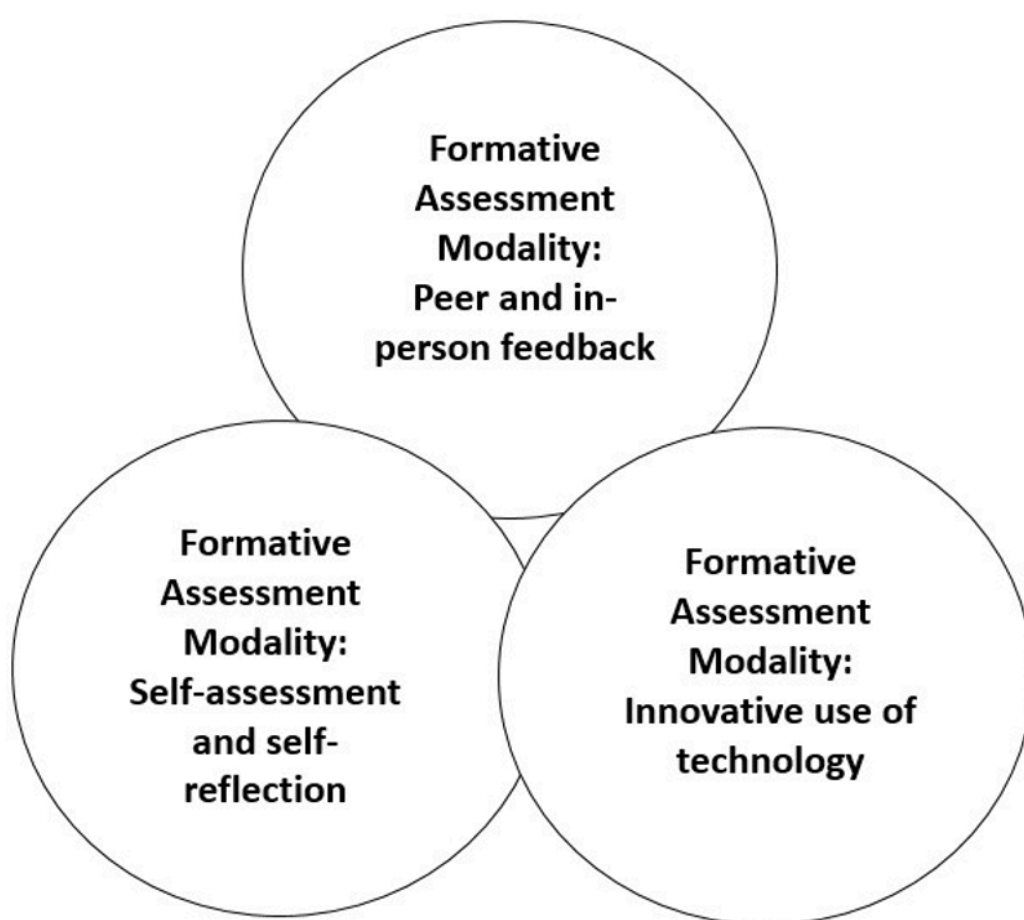 Formative
Assessment
Modality:
Peer and in-
person feedback
Formative
Assessment
Modality:
Self-assessment
and self-
reflection
Formative
Assessment
Modality:
Innovative use of
technology